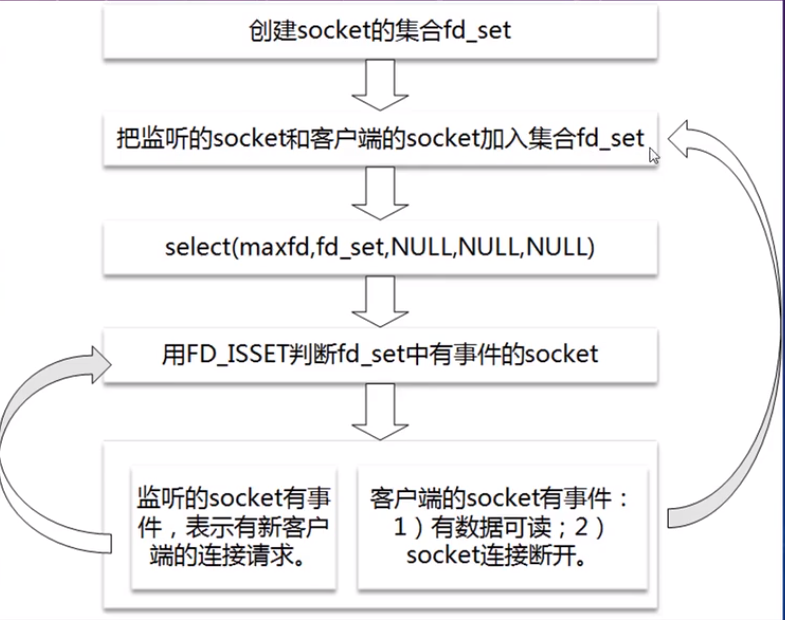 创建socket的集合fd_set
把监听的socket和客户端的socket加入集合fd_set
select(maxfd,fd_set,NULL,NULL,NULL)
用FD_ISSET判断fd_set中有事件的socket
监听的socket有事
件，表示有新客户
端的连接请求。
客户端的socket有事件：
1）有数据可读；2）
socket连接断开。